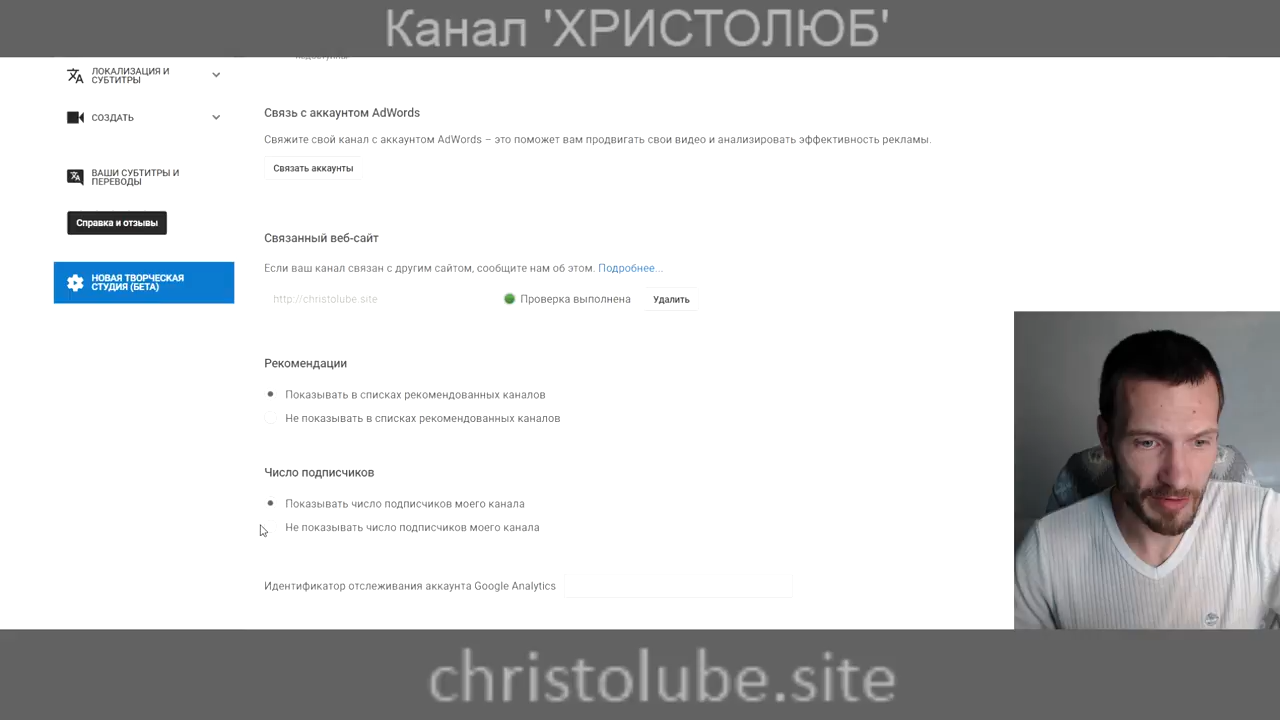 Канал 'ХРИСТОЛЮБ'
ЛОКАЛИЗАЦИЯ И
СУБТИТРЫ
СОЗДАТЬ
ВАШИ СУБТИТРЫ И
ПЕРЕВОДЫ
Справка и отзывы
НОВАЯ ТВОРЧЕСКАЯ
СТУДИЯ (БЕТА)
Связь с аккаунтом AdWords
Свяжите свой канал с аккаунтом AdWords – это поможет вам продвигать свои видео и анализировать эффективность рекламы.
Связать аккаунты
Связанный веб-сайт
Если ваш канал связан с другим сайтом, сообщите нам об этом. Подробнее...
http://christolube.site
Проверка выполнена
Удалить
Рекомендации
Показывать в списках рекомендованных каналов
Не показывать в списках рекомендованных каналов
Число подписчиков
Показывать число подписчиков моего канала
Не показывать число подписчиков моего канала
Идентификатор отслеживания аккаунта Google Analytics
christolube.site